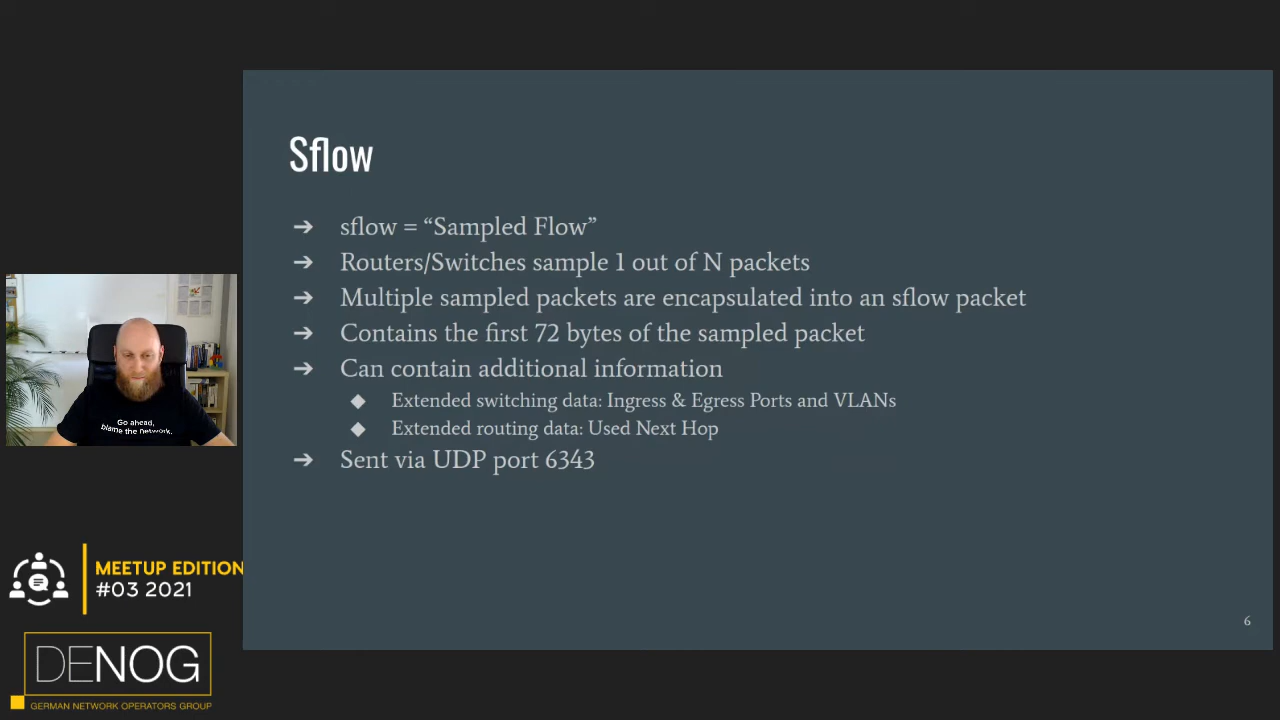 Sflow
➔ sflow = “Sampled Flow”
➔ Routers/Switches sample 1 out of N packets
➔ Multiple sampled packets are encapsulated into an sflow packet
➔ Contains the first 72 bytes of the sampled packet
➔ Can contain additional information
◆ Extended switching data: Ingress & Egress Ports and VLANs
◆ Extended routing data: Used Next Hop
➔ Sent via UDP port 6343
6
Go ahead,
blame the network.
MEETUP EDITION
#03 2021
DENOG
GERMAN NETWORK OPERATORS GROUP